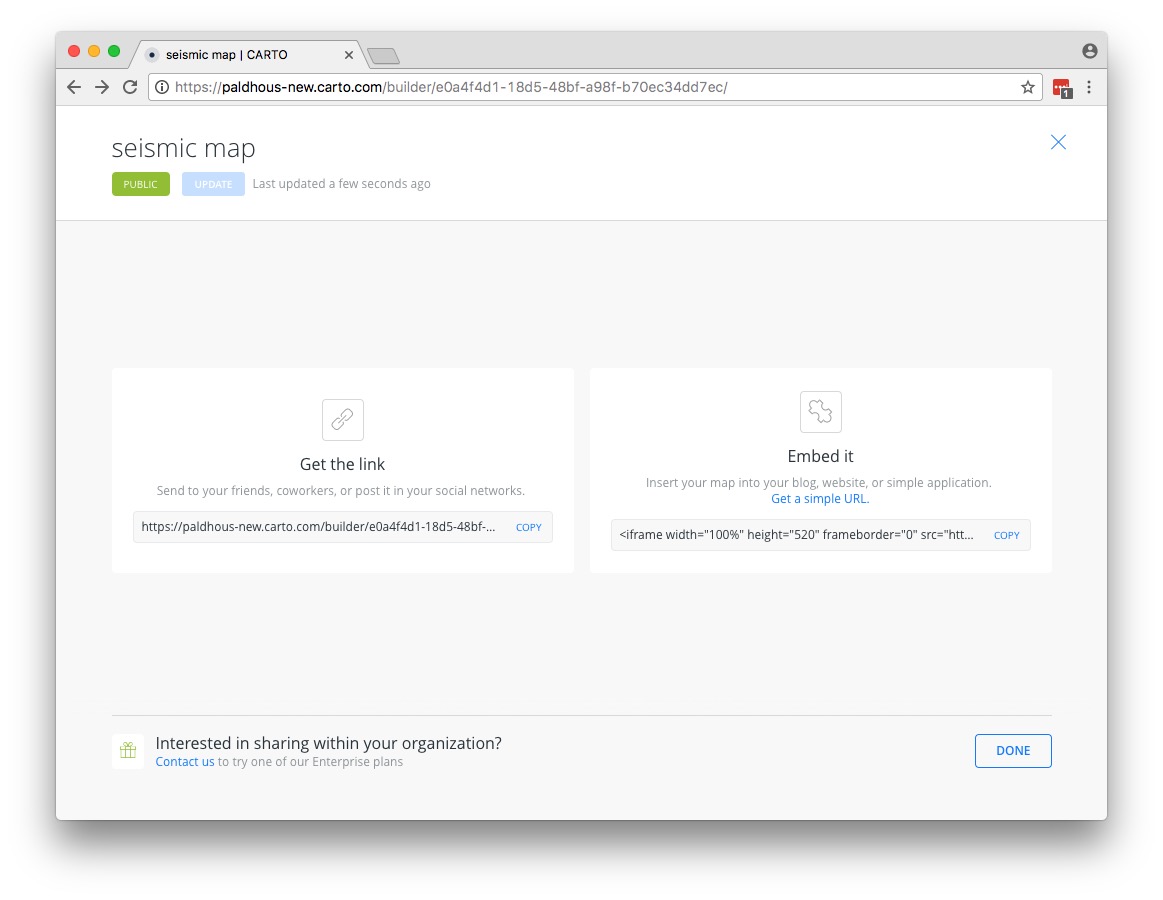 seismic map | CARTO
https://paldhous-new.carto.com/builder/e0a4f4d1-18d5-48bf-a98f-b70ec34dd7ec/
1
seismic map
PUBLIC
UPDATE
Last updated a few seconds ago
Get the link
Send to your friends, coworkers, or post it in your social networks.
https://paldhous-new.carto.com/builder/e0a4f4d1-18d5-48bf-...
COPY
Embed it
Insert your map into your blog, website, or simple application.
Get a simple URL.
<iframe width="100%" height="520" frameborder="0" src="htt...
COPY
Interested in sharing within your organization?
Contact us to try one of our Enterprise plans
DONE